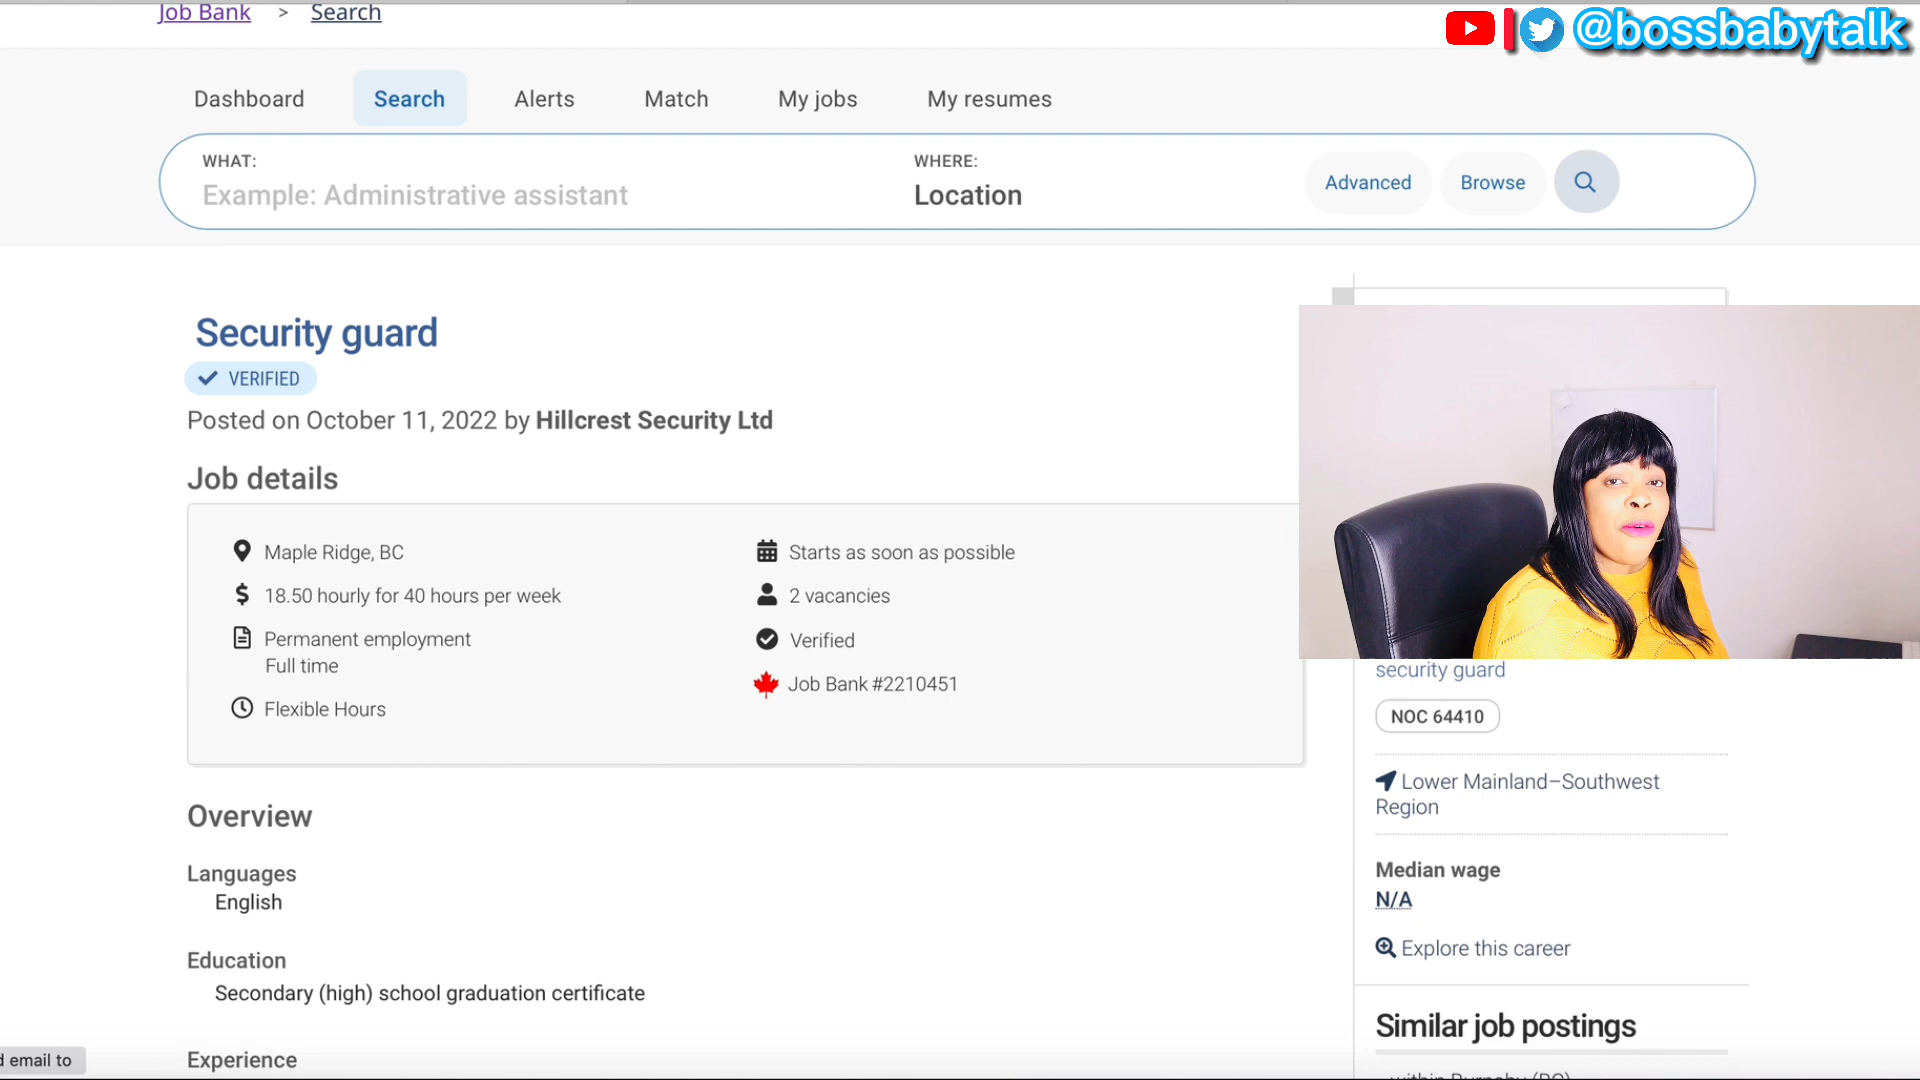 Job Bank > Search
@bossbabytalk
Dashboard Search Alerts Match My jobs My resumes
WHAT:
Example: Administrative assistant
WHERE:
Location
Advanced Browse
Security guard
VERIFIED
Posted on October 11, 2022 by Hillcrest Security Ltd
Job details
Maple Ridge, BC
18.50 hourly for 40 hours per week
Permanent employment
Full time
Flexible Hours
Starts as soon as possible
2 vacancies
Verified
Job Bank #2210451
Overview
Languages
English
Education
Secondary (high) school graduation certificate
Experience
email to
security guard
NOC 64410
Lower Mainland–Southwest
Region
Median wage
N/A
Explore this career
Similar job postings